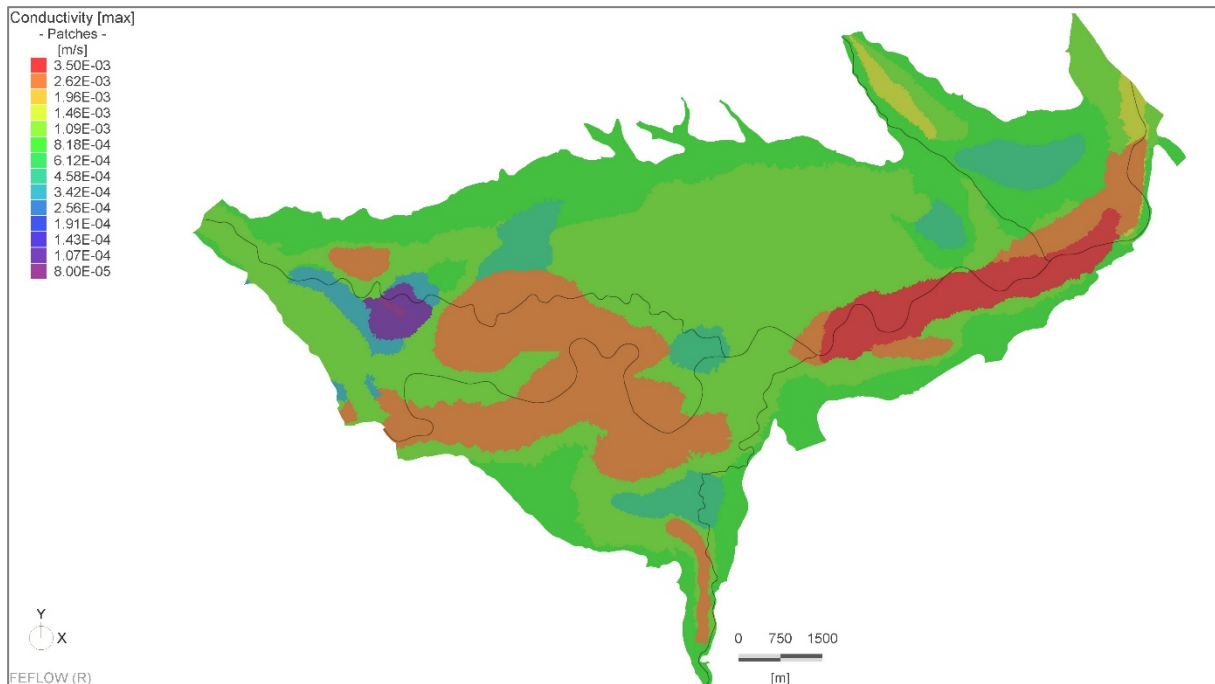 Conductivity [max]
- Patches -
[m/s]
3.50E-03
2.62E-03
1.96E-03
1.46E-03
1.09E-03
8.18E-04
6.12E-04
4.58E-04
3.42E-04
2.56E-04
1.91E-04
1.43E-04
1.07E-04
8.00E-05
Y
X
0 750 1500
[m]
FEFLOW (R)